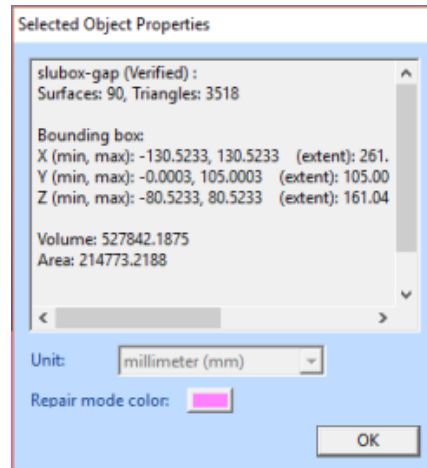 Selected Object Properties
slubox-gap (Verified) :
Surfaces: 90, Triangles: 3518
Bounding box:
X (min, max): -130.5233, 130.5233 (extent): 261.
Y (min, max): -0.0003, 105.0003 (extent): 105.00
Z (min, max): -80.5233, 80.5233 (extent): 161.04
Volume: 527842.1875
Area: 214773.2188
Unit: millimeter (mm)
Repair mode color:
OK